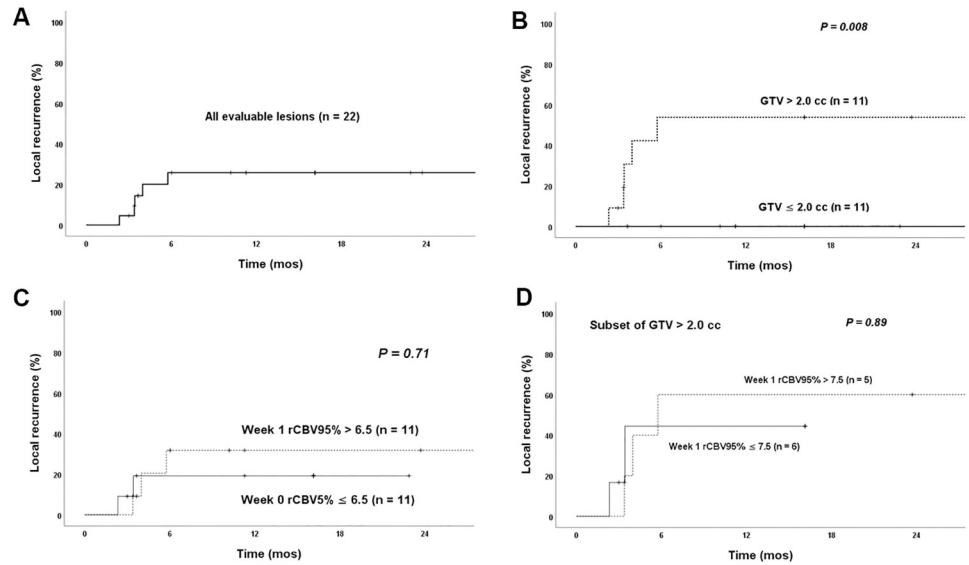 A
Local recurrence (%)
100
80
60
40
20
0
All evaluable lesions (n = 22)
0 6 12 18 24
Time (mos)
B
Local recurrence (%)
100
80
60
40
20
0
P = 0.008
GTV > 2.0 cc (n = 11)
GTV ≤ 2.0 cc (n = 11)
0 6 12 18 24
Time (mos)
C
Local recurrence (%)
100
80
60
40
20
0
P = 0.71
Week 1 rCBV95% > 6.5 (n = 11)
Week 0 rCBV5% ≤ 6.5 (n = 11)
0 6 12 18 24
Time (mos)
D
Local recurrence (%)
100
80
60
40
20
0
Subset of GTV > 2.0 cc
P = 0.89
Week 1 rCBV95% > 7.5 (n = 5)
Week 1 rCBV95% ≤ 7.5 (n = 6)
0 6 12 18 24
Time (mos)